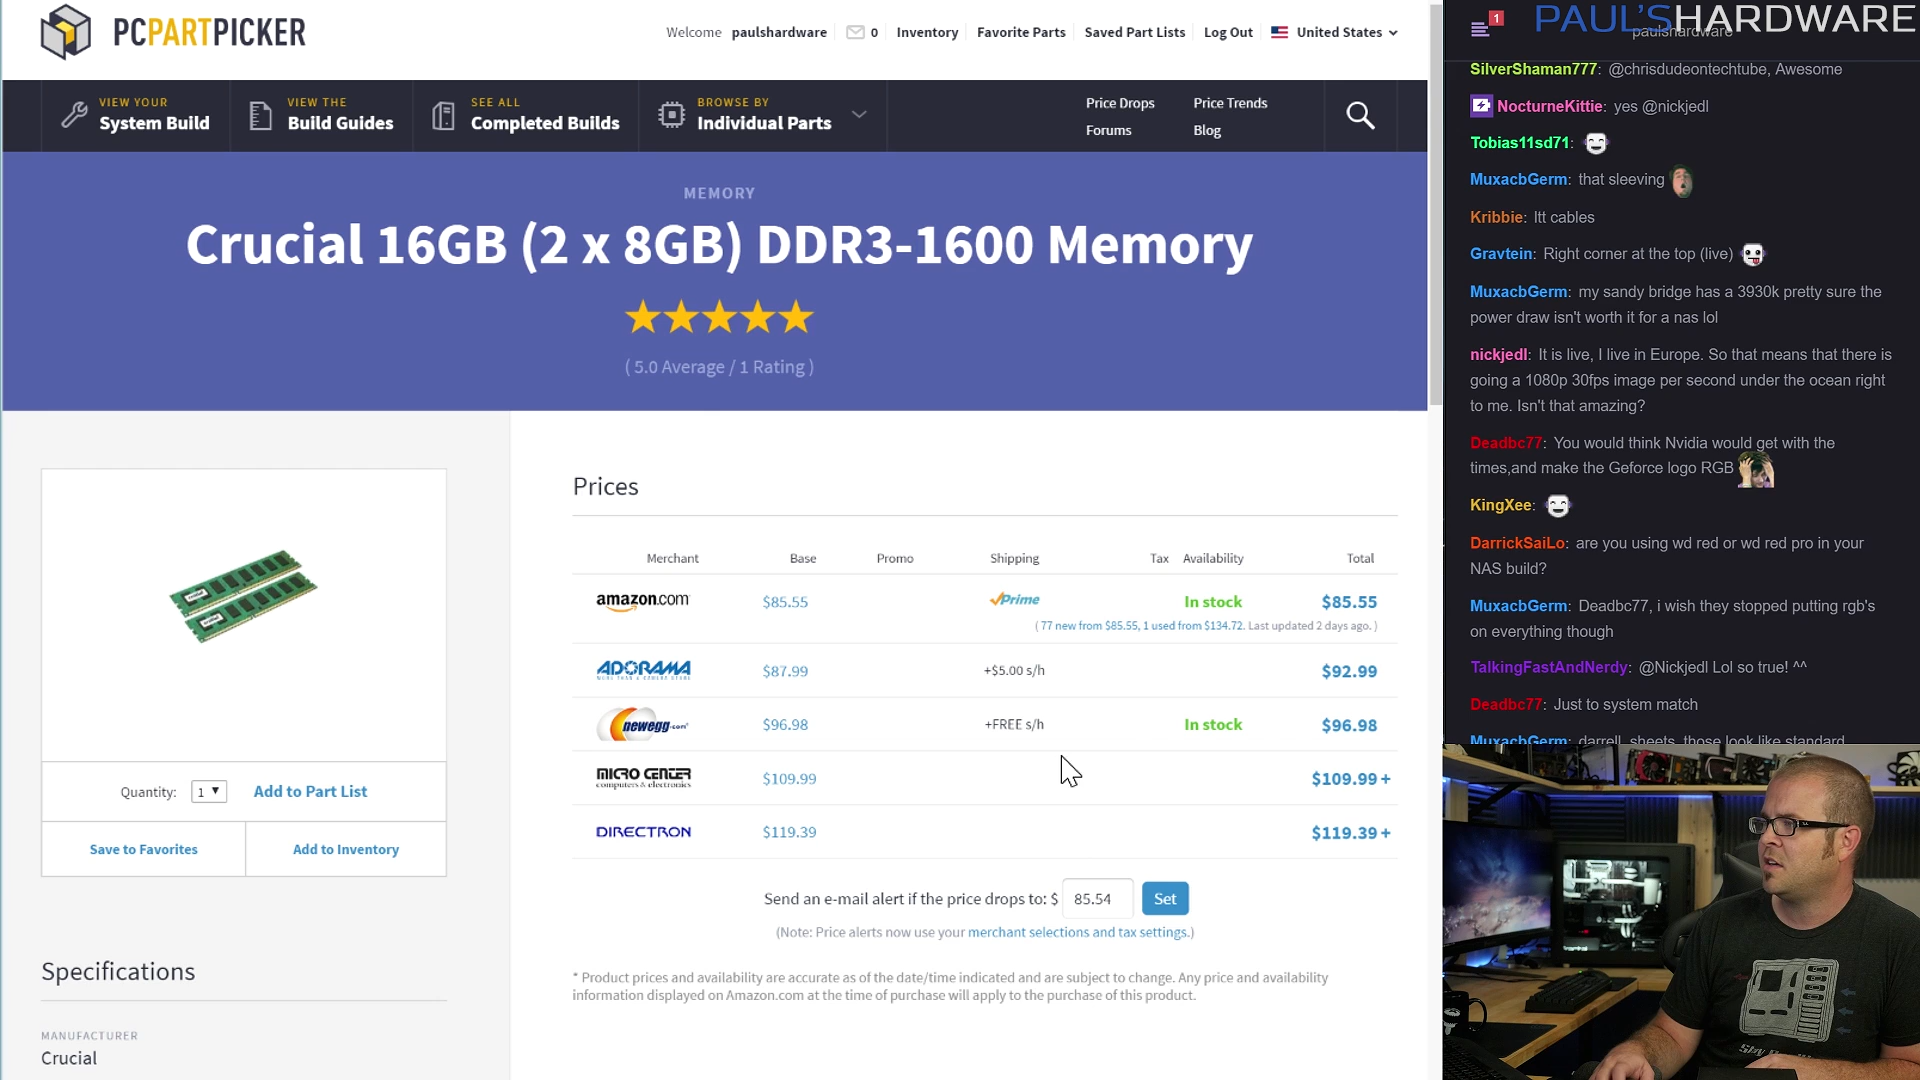 PCPARTPICKER
Welcome paulshardware 0 Inventory Favorite Parts Saved Part Lists Log Out United States
VIEW YOUR
System Build
VIEW THE
Build Guides
SEE ALL
Completed Builds
BROWSE BY
Individual Parts
Price Drops Price Trends
Forums Blog
MEMORY
Crucial 16GB (2 x 8GB) DDR3-1600 Memory
( 5.0 Average / 1 Rating )
Quantity: 1 Add to Part List
Save to Favorites Add to Inventory
Specifications
MANUFACTURER
Crucial
Prices
Merchant Base Promo Shipping Tax Availability Total
amazon.com $85.55 Prime In stock $85.55
( 77 new from $85.55, 1 used from $134.72. Last updated 2 days ago. )
ADORAMA $87.99 +$5.00 s/h $92.99
MORE THAN A CAMERA STORE
newegg.com $96.98 +FREE s/h In stock $96.98
MICRO CENTER $109.99 $109.99 +
computers & electronics
DIRECTRON $119.39 $119.39 +
Send an e-mail alert if the price drops to: $ 85.54 Set
(Note: Price alerts now use your merchant selections and tax settings.)
* Product prices and availability are accurate as of the date/time indicated and are subject to change. Any price and availability
information displayed on Amazon.com at the time of purchase will apply to the purchase of this product.
1
PAUL'SHARDWARE
paulshardware
SilverShaman777: @chrisdudeontechtube, Awesome
NocturneKittie: yes @nickjedl
Tobias11sd71:
MuxacbGerm: that sleeving
Kribbie: Itt cables
Gravtein: Right corner at the top (live)
MuxacbGerm: my sandy bridge has a 3930k pretty sure the
power draw isn't worth it for a nas lol
nickjedl: It is live, I live in Europe. So that means that there is
going a 1080p 30fps image per second under the ocean right
to me. Isn't that amazing?
Deadbc77: You would think Nvidia would get with the
times,and make the Geforce logo RGB
KingXee:
DarrickSaiLo: are you using wd red or wd red pro in your
NAS build?
MuxacbGerm: Deadbc77, i wish they stopped putting rgb's
on everything though
TalkingFastAndNerdy: @Nickjedl Lol so true! ^^
Deadbc77: Just to system match
MuxacbGerm: darrell_sheets, those look like standard